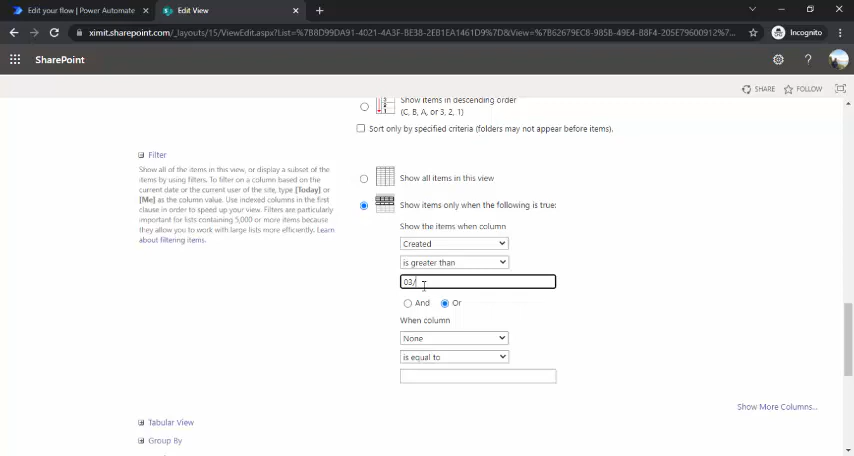 Edit your flow | Power Automate
Edit View
ximit.sharepoint.com/_layouts/15/ViewEdit.aspx?List=%7B8D99DA91-4021-4A3F-BE3B-2EB1EA1461D9%7D&View=%7B62679EC8-985B-49E4-88F4-205E79600912%7...
Incognito
SharePoint
SHARE
FOLLOW
Show items in descending order
(C, B, A, or 3, 2, 1)
Sort only by specified criteria (folders may not appear before items).
Filter
Show all of the items in this view, or display a subset of the
items by using filters. To filter on a column based on the
current date or the current user of the site, type [Today] or
[Me] as the column value. Use indexed columns in the first
clause in order to speed up your view. Filters are particularly
important for lists containing 5,000 or more items because
they allow you to work with large lists more efficiently. Learn
about filtering items.
Show all items in this view
Show items only when the following is true:
Show the items when column
Created
is greater than
03/
And
Or
When column
None
is equal to
Show More Columns...
Tabular View
Group By